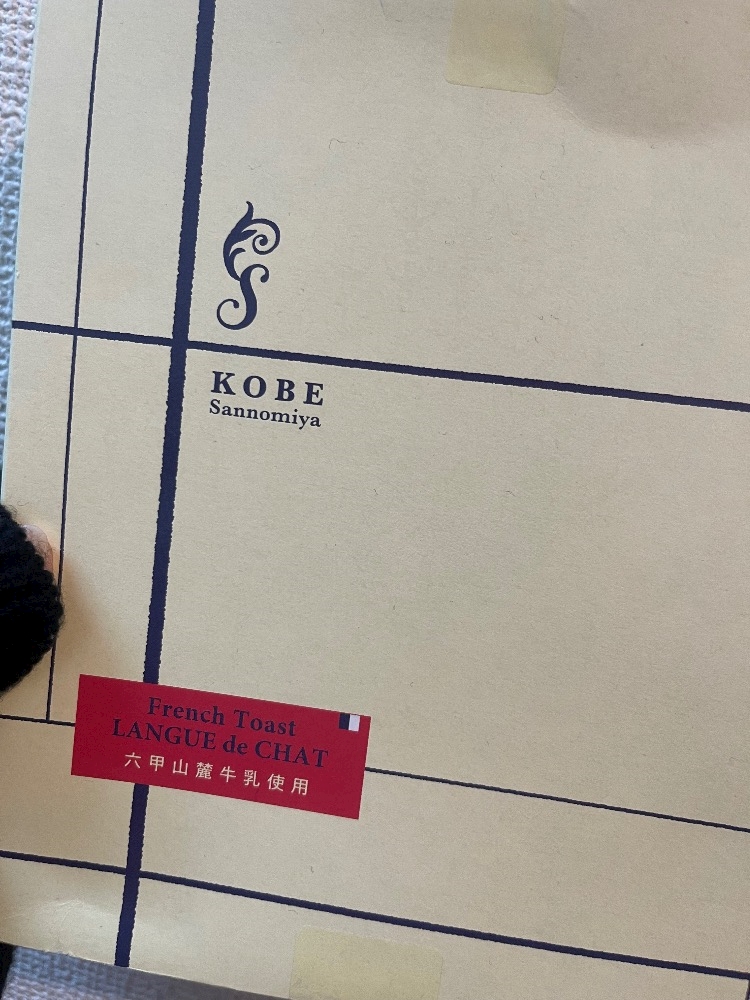 KOBE
Sannomiya
French Toast
LANGUE de CHAT
六甲山麓牛乳使用